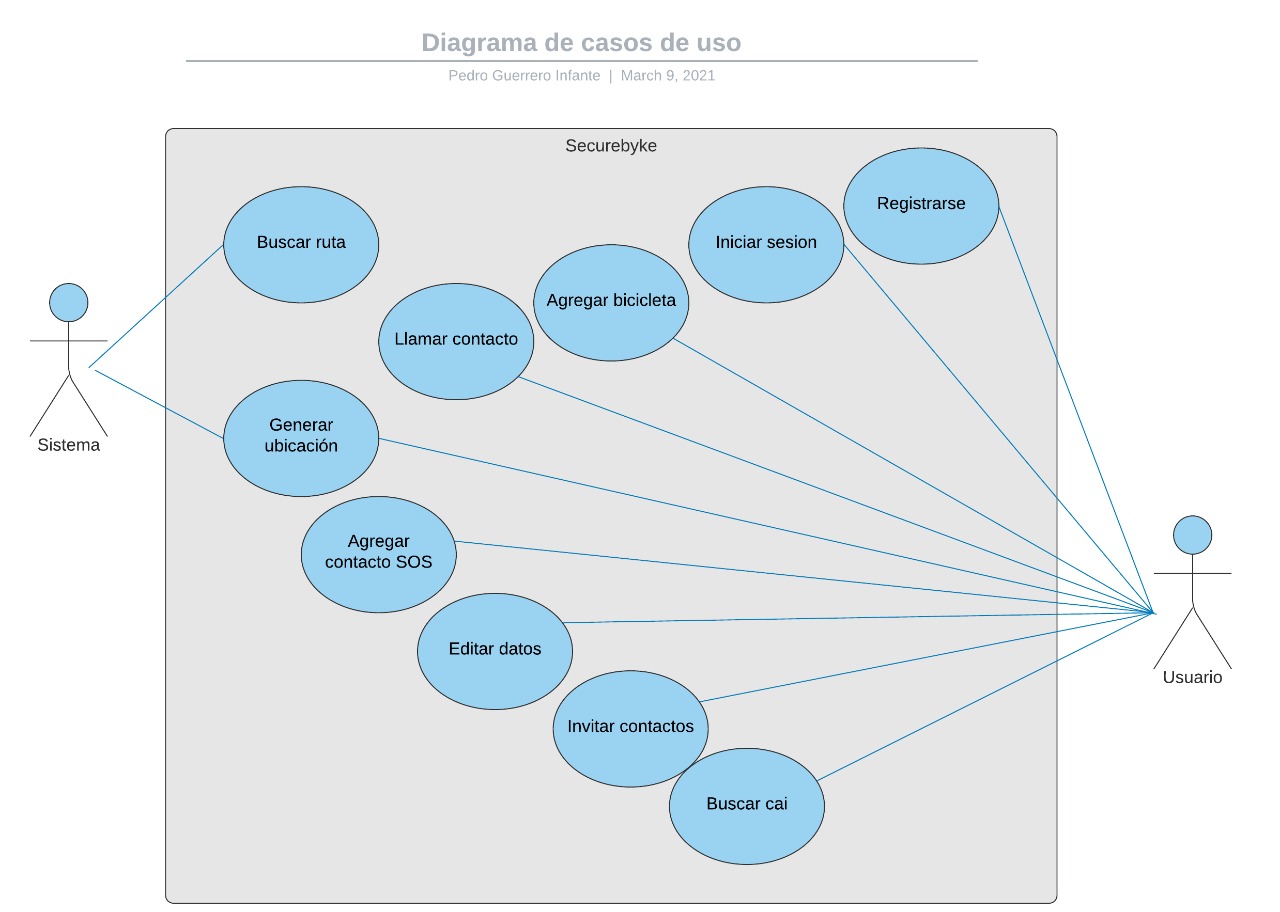 Diagrama de casos de uso
Pedro Guerrero Infante | March 9, 2021
Securebyke
Registrarse
Buscar ruta
Iniciar sesion
Agregar bicicleta
Llamar contacto
Generar
ubicación
Sistema
Agregar
contacto SOS
Editar datos
Usuario
Invitar contactos
Buscar cai